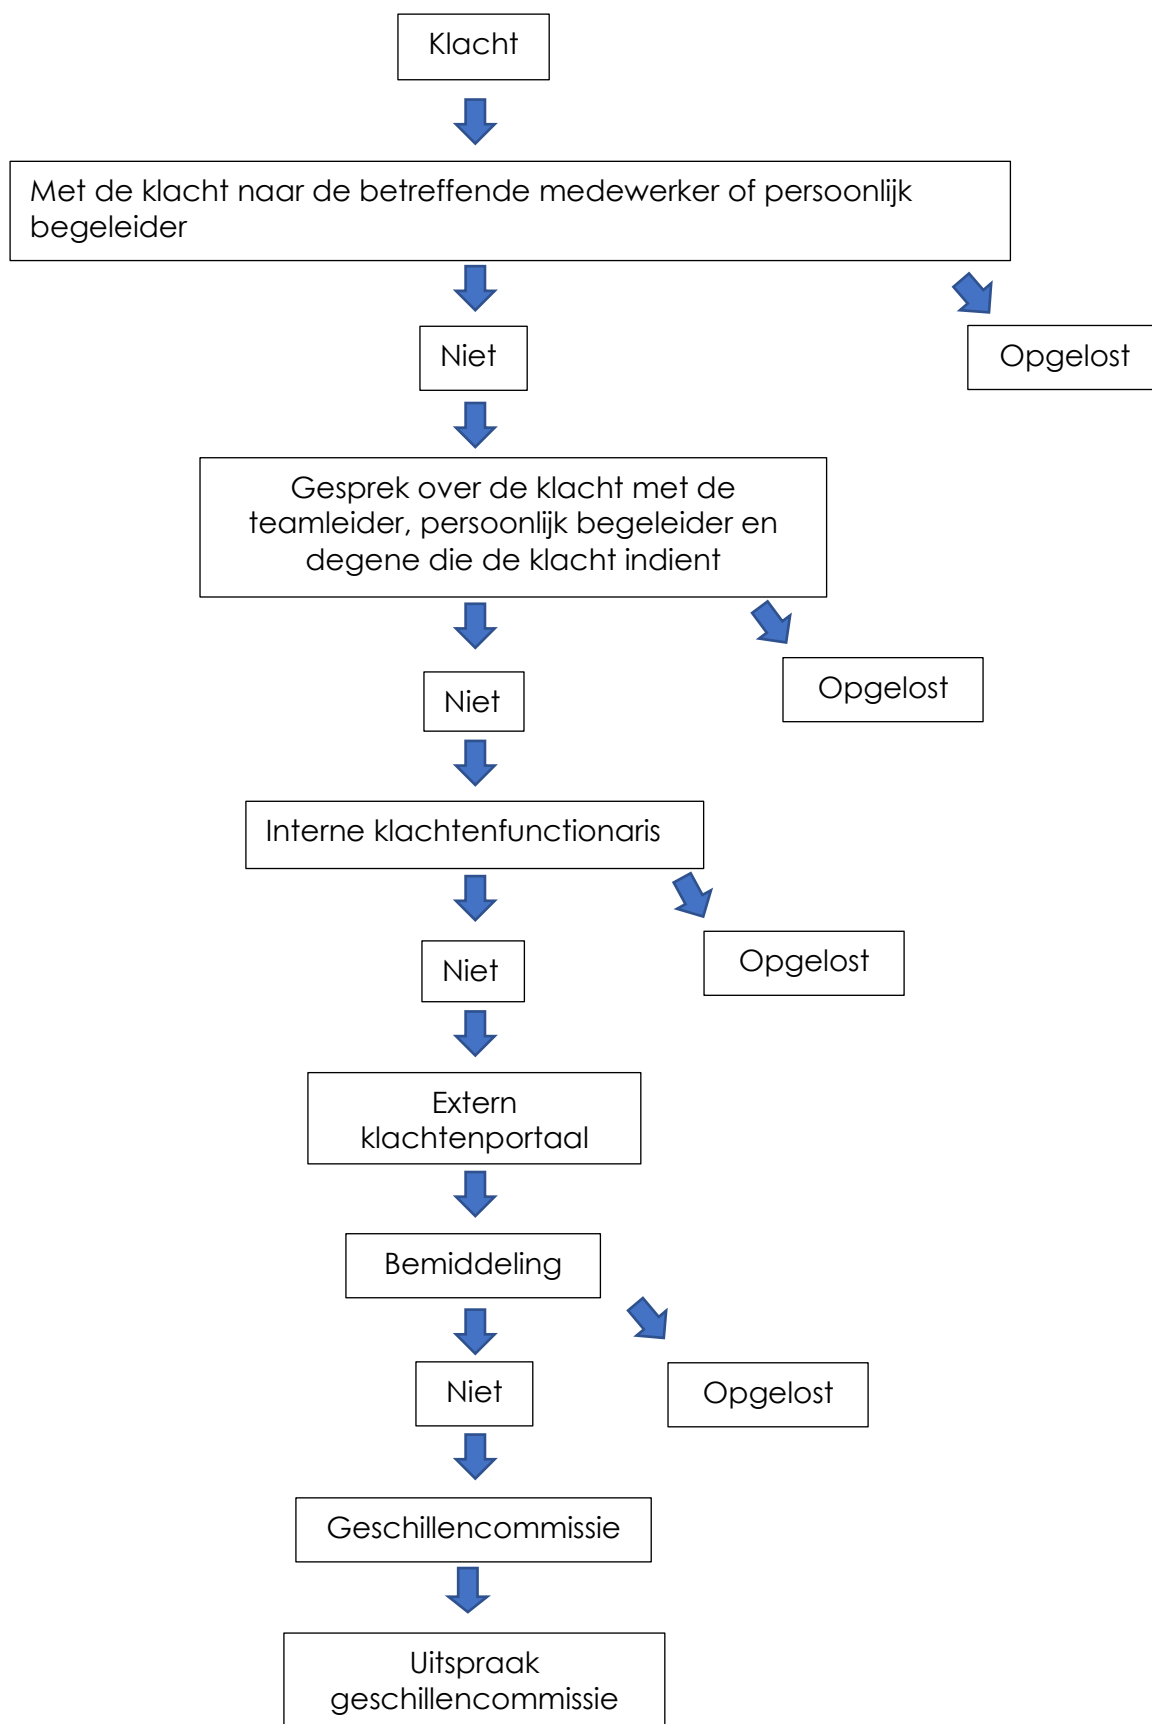 Klacht
Met de klacht naar de betreffende medewerker of persoonlijk
begeleider
Niet
Opgelost
Gesprek over de klacht met de
teamleider, persoonlijk begeleider en
degene die de klacht indient
Niet
Opgelost
Interne klachtenfunctionaris
Niet
Opgelost
Extern
klachtenportaal
Bemiddeling
Niet
Opgelost
Geschillencommissie
Uitspraak
geschillencommissie